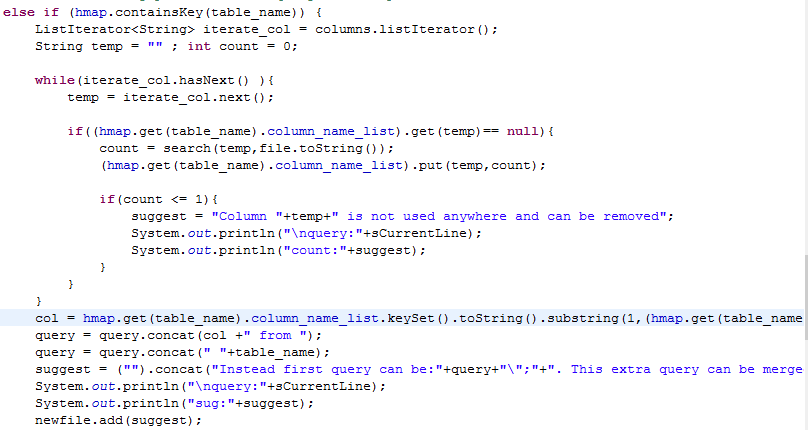 else if (hmap.containsKey(table_name)) {
ListIterator<String> iterate_col = columns.listIterator();
String temp = "" ; int count = 0;
while(iterate_col.hasNext() ){
temp = iterate_col.next();
if((hmap.get(table_name).column_name_list).get(temp)== null){
count = search(temp,file.toString());
(hmap.get(table_name).column_name_list).put(temp,count);
if(count <= 1){
suggest = "Column "+temp+" is not used anywhere and can be removed";
System.out.println("\nquery:"+sCurrentLine);
System.out.println("count:"+suggest);
}
}
}
col = hmap.get(table_name).column_name_list.keySet().toString().substring(1,(hmap.get(table_name
query = query.concat(col +" from ");
query = query.concat(" "+table_name);
suggest = ("").concat("Instead first query can be:"+query+"\";"+". This extra query can be merge
System.out.println("\nquery:"+sCurrentLine);
System.out.println("sug:"+suggest);
newfile.add(suggest);